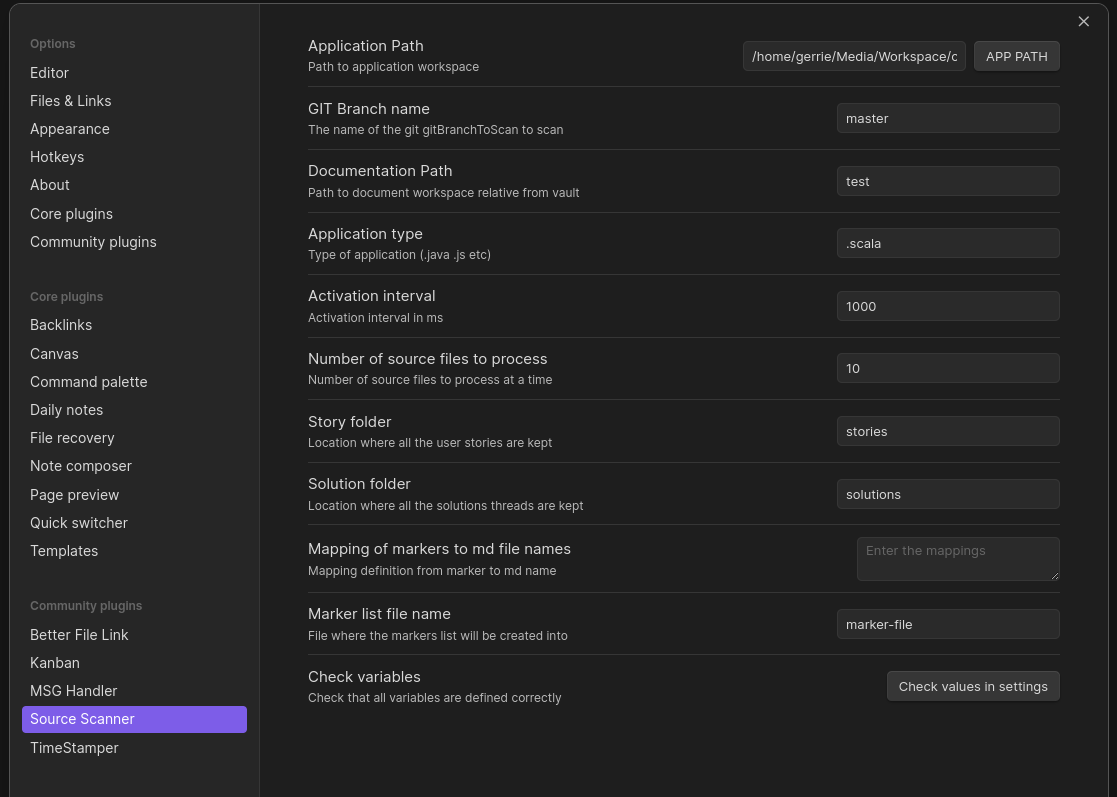 Options
Editor
Files & Links
Appearance
Hotkeys
About
Core plugins
Community plugins
Core plugins
Backlinks
Canvas
Command palette
Daily notes
File recovery
Note composer
Page preview
Quick switcher
Templates
Community plugins
Better File Link
Kanban
MSG Handler
Source Scanner
TimeStamper
Application Path
Path to application workspace
/home/gerrie/Media/Workspace/c
APP PATH
GIT Branch name
The name of the git gitBranchToScan to scan
master
Documentation Path
Path to document workspace relative from vault
test
Application type
Type of application (.java .js etc)
.scala
Activation interval
Activation interval in ms
1000
Number of source files to process
Number of source files to process at a time
10
Story folder
Location where all the user stories are kept
stories
Solution folder
Location where all the solutions threads are kept
solutions
Mapping of markers to md file names
Mapping definition from marker to md name
Enter the mappings
Marker list file name
File where the markers list will be created into
marker-file
Check variables
Check that all variables are defined correctly
Check values in settings